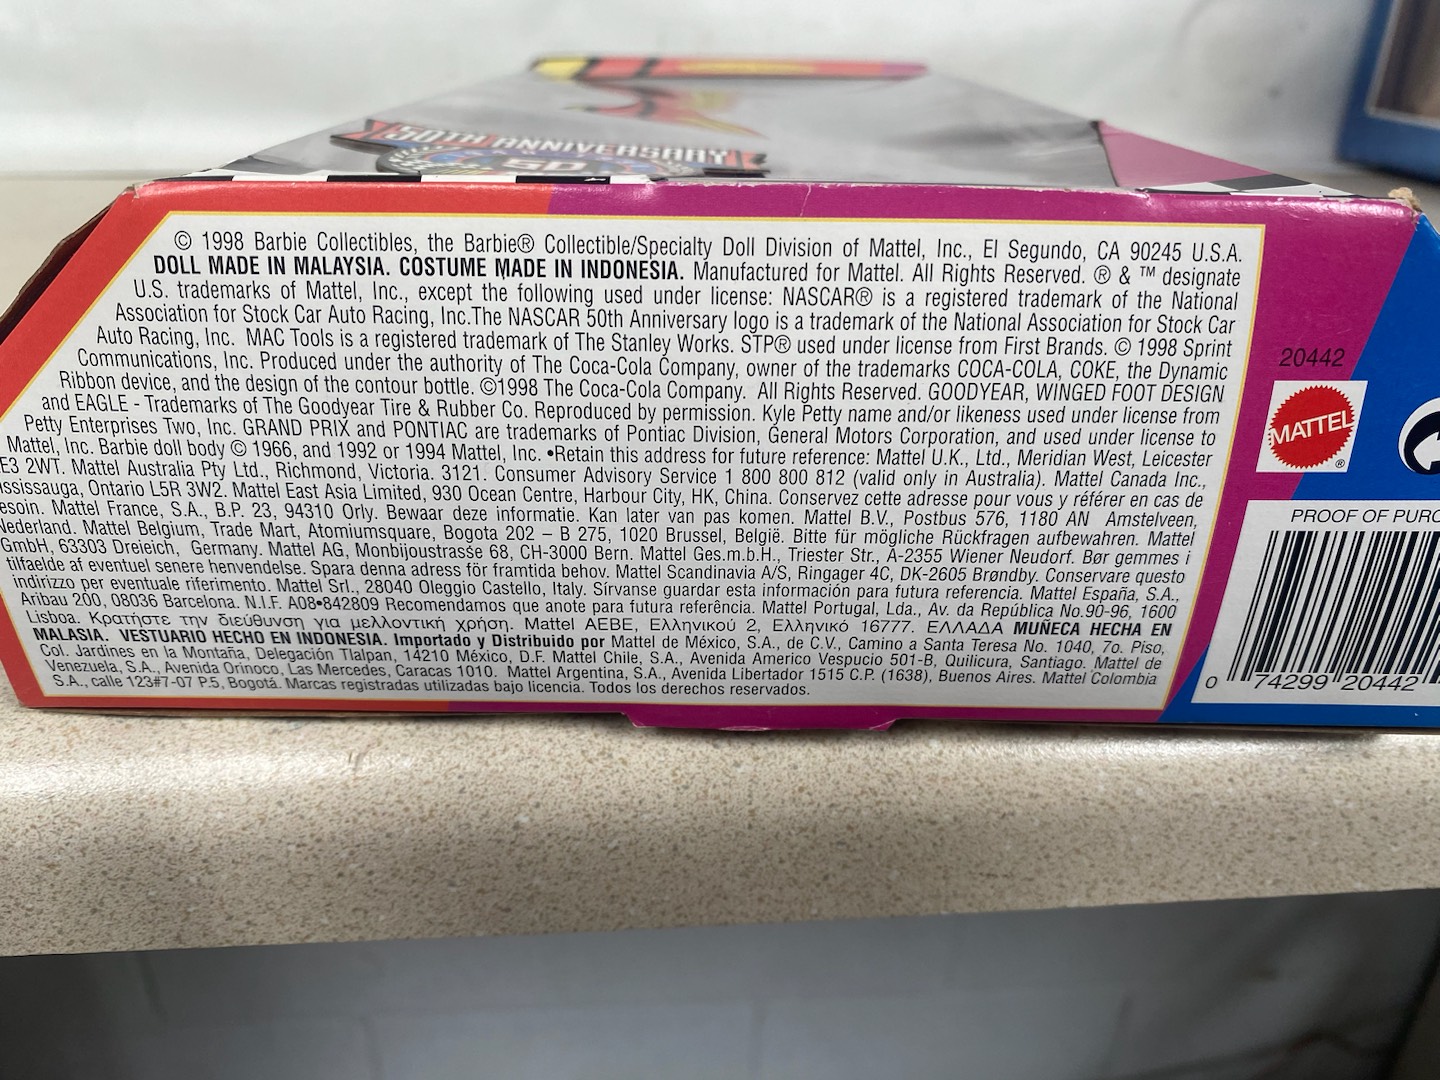 50TH ANNIVERSARY
50
© 1998 Barbie Collectibles, the Barbie® Collectible/Specialty Doll Division of Mattel, Inc., El Segundo, CA 90245 U.S.A.
DOLL MADE IN MALAYSIA. COSTUME MADE IN INDONESIA. Manufactured for Mattel. All Rights Reserved. ® & ™ designate
U.S. trademarks of Mattel, Inc., except the following used under license: NASCAR® is a registered trademark of the National
Association for Stock Car Auto Racing, Inc.The NASCAR 50th Anniversary logo is a trademark of the National Association for Stock Car
Auto Racing, Inc. MAC Tools is a registered trademark of The Stanley Works. STP® used under license from First Brands. © 1998 Sprint
Communications, Inc. Produced under the authority of The Coca-Cola Company, owner of the trademarks COCA-COLA, COKE, the Dynamic
Ribbon device, and the design of the contour bottle. ©1998 The Coca-Cola Company. All Rights Reserved. GOODYEAR, WINGED FOOT DESIGN
and EAGLE - Trademarks of The Goodyear Tire & Rubber Co. Reproduced by permission. Kyle Petty name and/or likeness used under license from
Petty Enterprises Two, Inc. GRAND PRIX and PONTIAC are trademarks of Pontiac Division, General Motors Corporation, and used under license to
Mattel, Inc. Barbie doll body © 1966, and 1992 or 1994 Mattel, Inc. •Retain this address for future reference: Mattel U.K., Ltd., Meridian West, Leicester
E3 2WT. Mattel Australia Pty Ltd., Richmond, Victoria. 3121. Consumer Advisory Service 1 800 800 812 (valid only in Australia). Mattel Canada Inc.,
ississauga, Ontario L5R 3W2. Mattel East Asia Limited, 930 Ocean Centre, Harbour City, HK, China. Conservez cette adresse pour vous y référer en cas de
esoin. Mattel France, S.A., B.P. 23, 94310 Orly. Bewaar deze informatie. Kan later van pas komen. Mattel B.V., Postbus 576, 1180 AN Amstelveen,
Nederland. Mattel Belgium, Trade Mart, Atomiumsquare, Bogota 202 – B 275, 1020 Brussel, België. Bitte für mögliche Rückfragen aufbewahren. Mattel
GmbH, 63303 Dreieich, Germany. Mattel AG, Monbijoustrasse 68, CH-3000 Bern. Mattel Ges.m.b.H., Triester Str., A-2355 Wiener Neudorf. Bør gemmes i
tilfaelde af eventuel senere henvendelse. Spara denna adress för framtida behov. Mattel Scandinavia A/S, Ringager 4C, DK-2605 Brøndby. Conservare questo
indirizzo per eventuale riferimento. Mattel Srl., 28040 Oleggio Castello, Italy. Sírvanse guardar esta información para futura referencia. Mattel España, S.A.,
Aribau 200, 08036 Barcelona. N.I.F. A08•842809 Recomendamos que anote para futura referência. Mattel Portugal, Lda., Av. da República No.90-96, 1600
Lisboa. Κρατήστε την διεύθυνση για μελλοντική χρήση. Mattel AEBE, Ελληνικού 2, Ελληνικό 16777. ΕΛΛΑΔΑ MUÑECA HECHA EN
MALASIA. VESTUARIO HECHO EN INDONESIA. Importado y Distribuido por Mattel de México, S.A., de C.V., Camino a Santa Teresa No. 1040, 7o. Piso,
Col. Jardines en la Montaña, Delegación Tlalpan, 14210 México, D.F. Mattel Chile, S.A., Avenida Americo Vespucio 501-B, Quilicura, Santiago. Mattel de
Venezuela, S.A., Avenida Orinoco, Las Mercedes, Caracas 1010. Mattel Argentina, S.A., Avenida Libertador 1515 C.P. (1638), Buenos Aires. Mattel Colombia
S.A., calle 123#7-07 P.5, Bogotá. Marcas registradas utilizadas bajo licencia. Todos los derechos reservados.
20442
MATTEL®
PROOF OF PURC
0 74299 20442